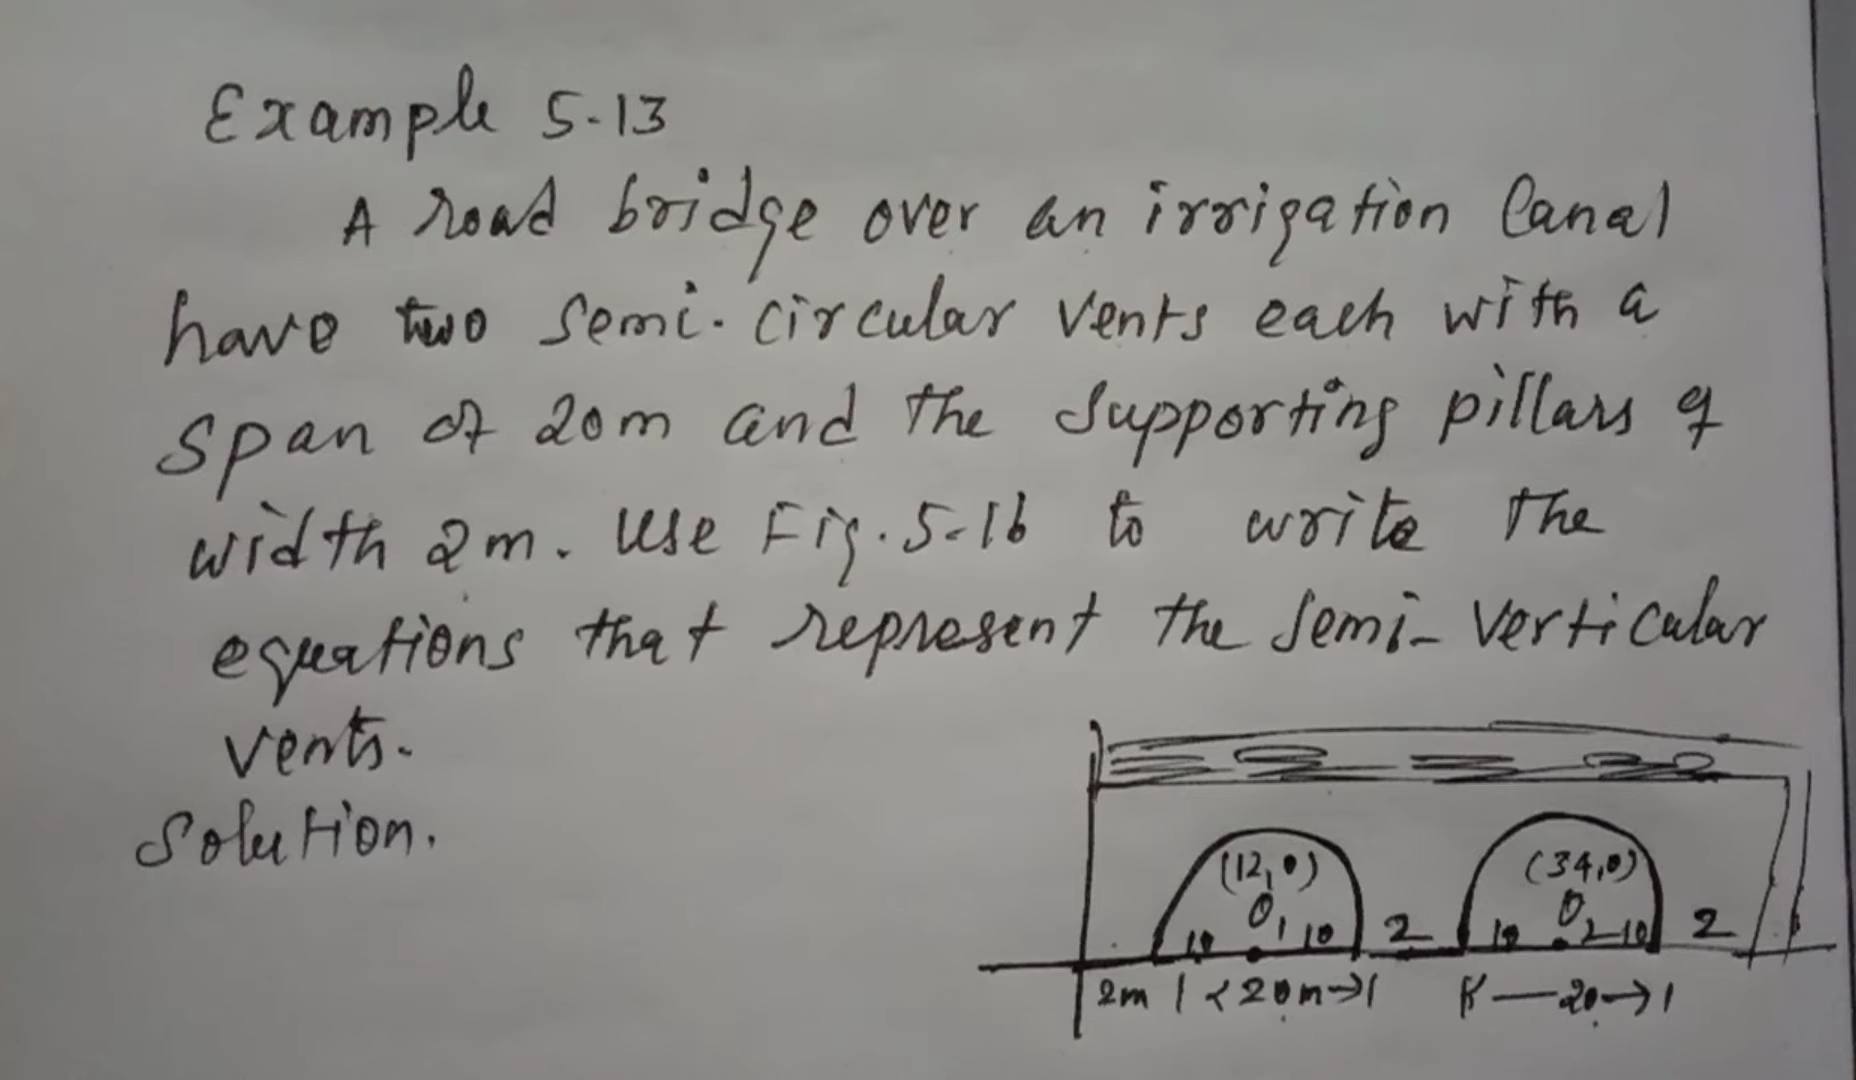 Example 5-13
A road bridge over an irrigation Canal
have two semi-circular vents each with a
span of 20m and the supporting pillars of
width 2m. Use Fig. 5-16 to write the
equations that represent the semi-verticular
vents.
Solution.
(12,0) (34,0)
O1 O2
10 10 2 10 10 2
2m 20m 20